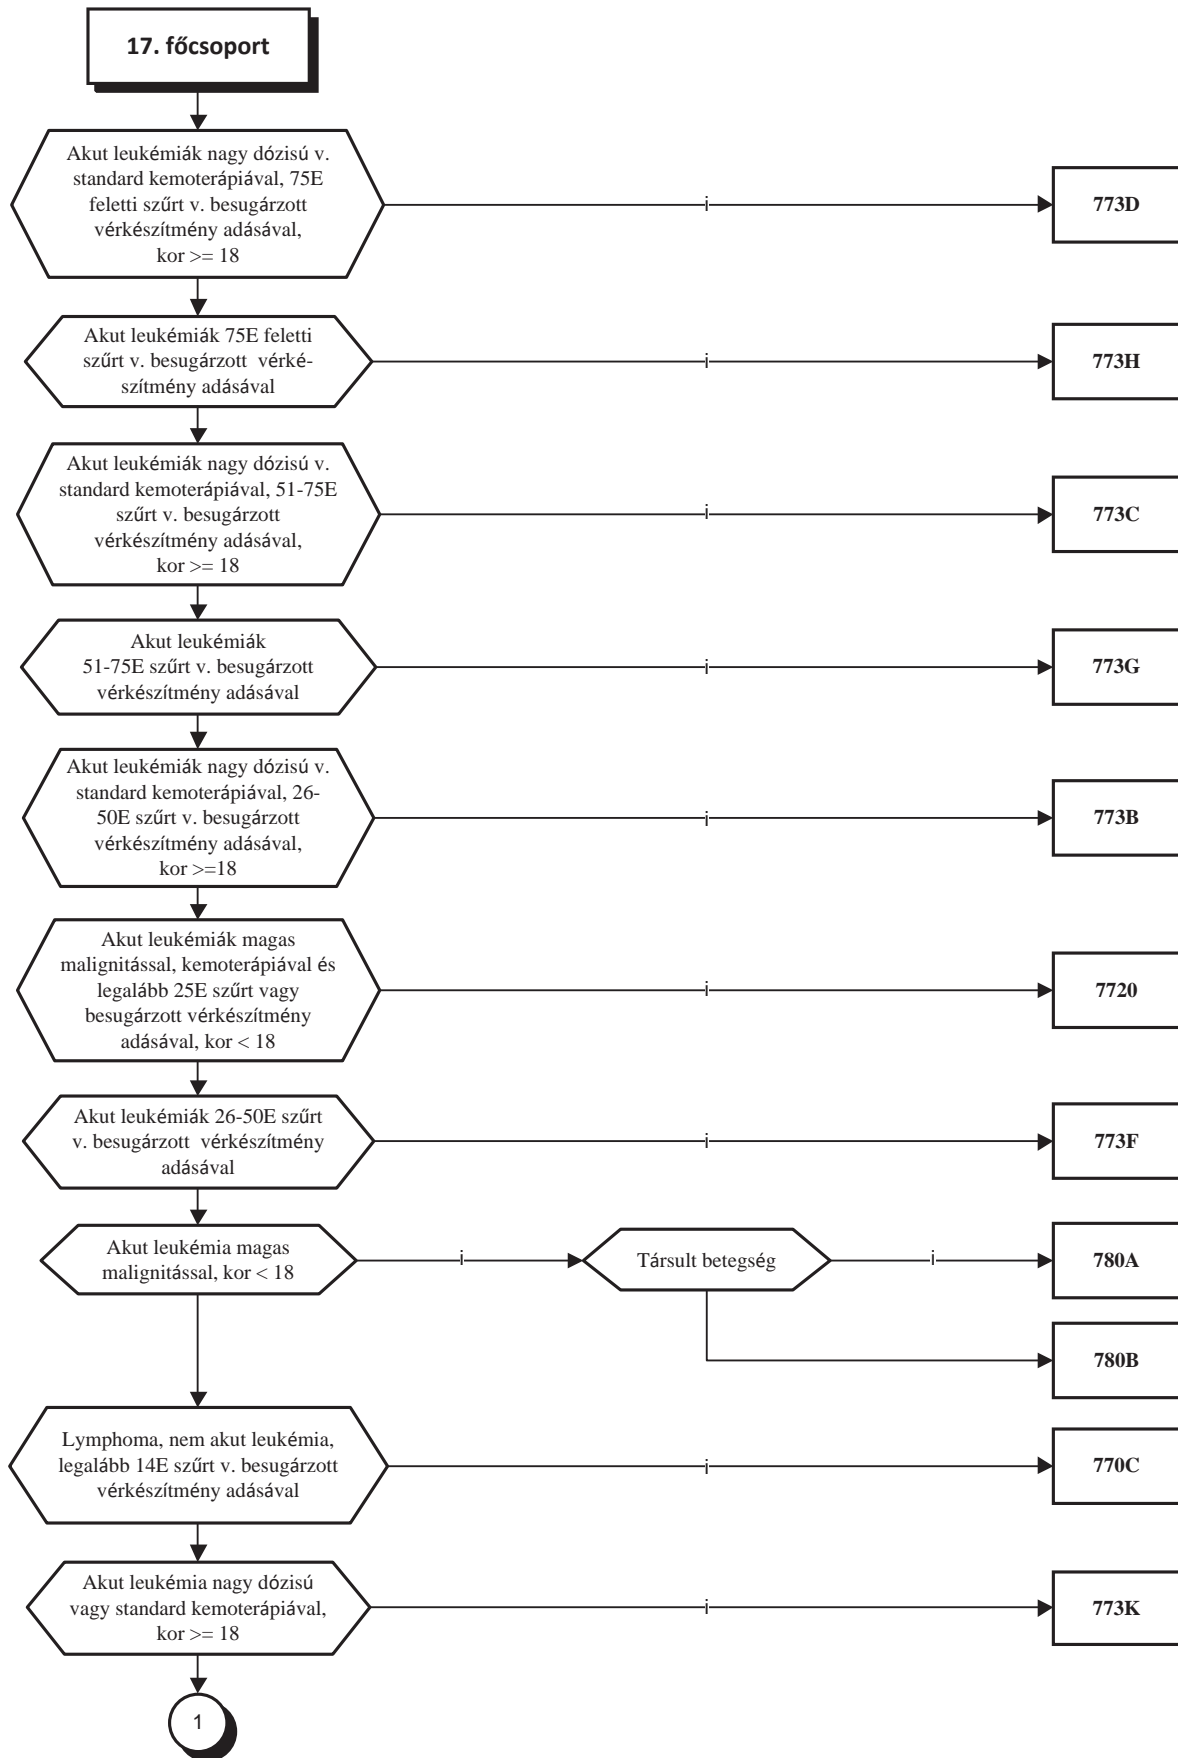 17. főcsoport
Akut leukémiák nagy dózisú v.
standard kemoterápiával, 75E
feletti szűrt v. besugárzott
vérkészítmény adásával,
kor >= 18
i
773D
Akut leukémiák 75E feletti
szűrt v. besugárzott vérké-
szítmény adásával
i
773H
Akut leukémiák nagy dózisú v.
standard kemoterápiával, 51-75E
szűrt v. besugárzott
vérkészítmény adásával,
kor >= 18
i
773C
Akut leukémiák
51-75E szűrt v. besugárzott
vérkészítmény adásával
i
773G
Akut leukémiák nagy dózisú v.
standard kemoterápiával, 26-
50E szűrt v. besugárzott
vérkészítmény adásával,
kor >=18
i
773B
Akut leukémiák magas
malignitással, kemoterápiával és
legalább 25E szűrt vagy
besugárzott vérkészítmény
adásával, kor < 18
i
7720
Akut leukémiák 26-50E szűrt
v. besugárzott vérkészítmény
adásával
i
773F
Akut leukémia magas
malignitással, kor < 18
i
Társult betegség
i
780A
780B
Lymphoma, nem akut leukémia,
legalább 14E szűrt v. besugárzott
vérkészítmény adásával
i
770C
Akut leukémia nagy dózisú
vagy standard kemoterápiával,
kor >= 18
i
773K
1